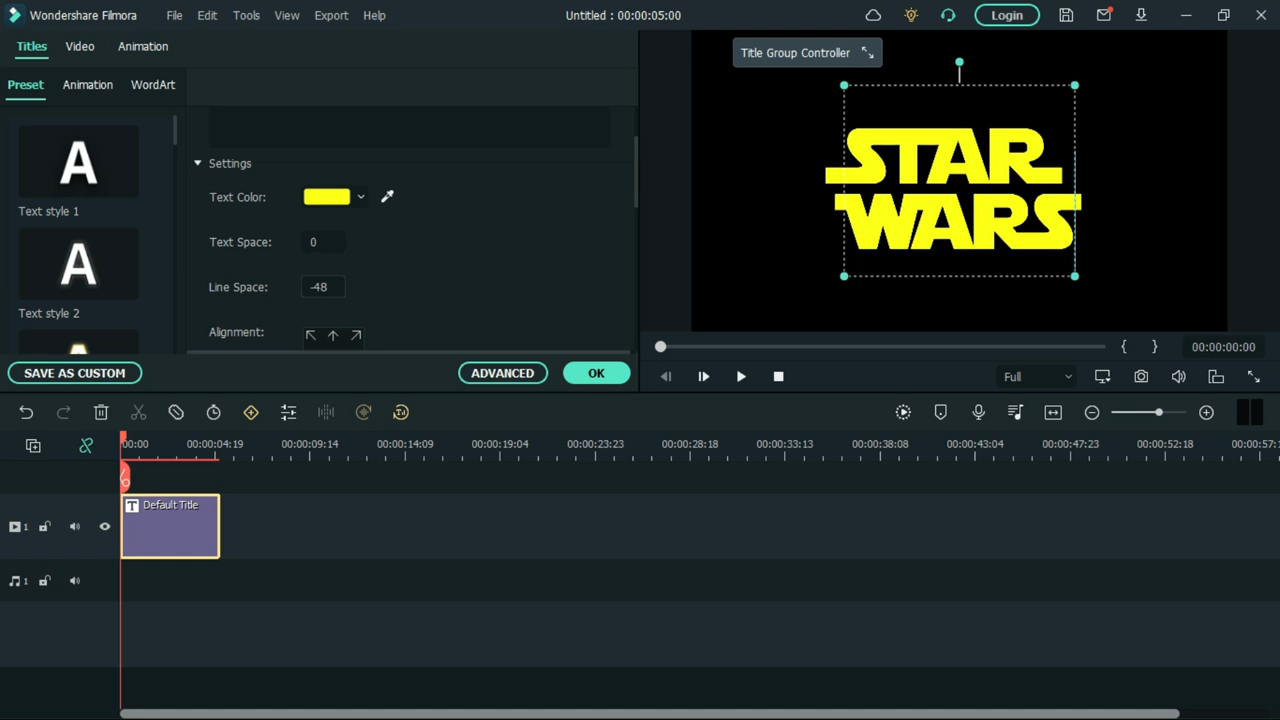 Wondershare Filmora File Edit Tools View Export Help Untitled : 00:00:05:00 Login
Titles Video Animation
Preset Animation WordArt
A
Text style 1
A
Text style 2
Settings
Text Color:
Text Space: 0
Line Space: -48
Alignment:
SAVE AS CUSTOM ADVANCED OK
Title Group Controller
STAR
WARS
{ } 00:00:00:00
Full
00:00 00:00:04:19 00:00:09:14 00:00:14:09 00:00:19:04 00:00:23:23 00:00:28:18 00:00:33:13 00:00:38:08 00:00:43:04 00:00:47:23 00:00:52:18 00:00:57:1
T Default Title
1
1